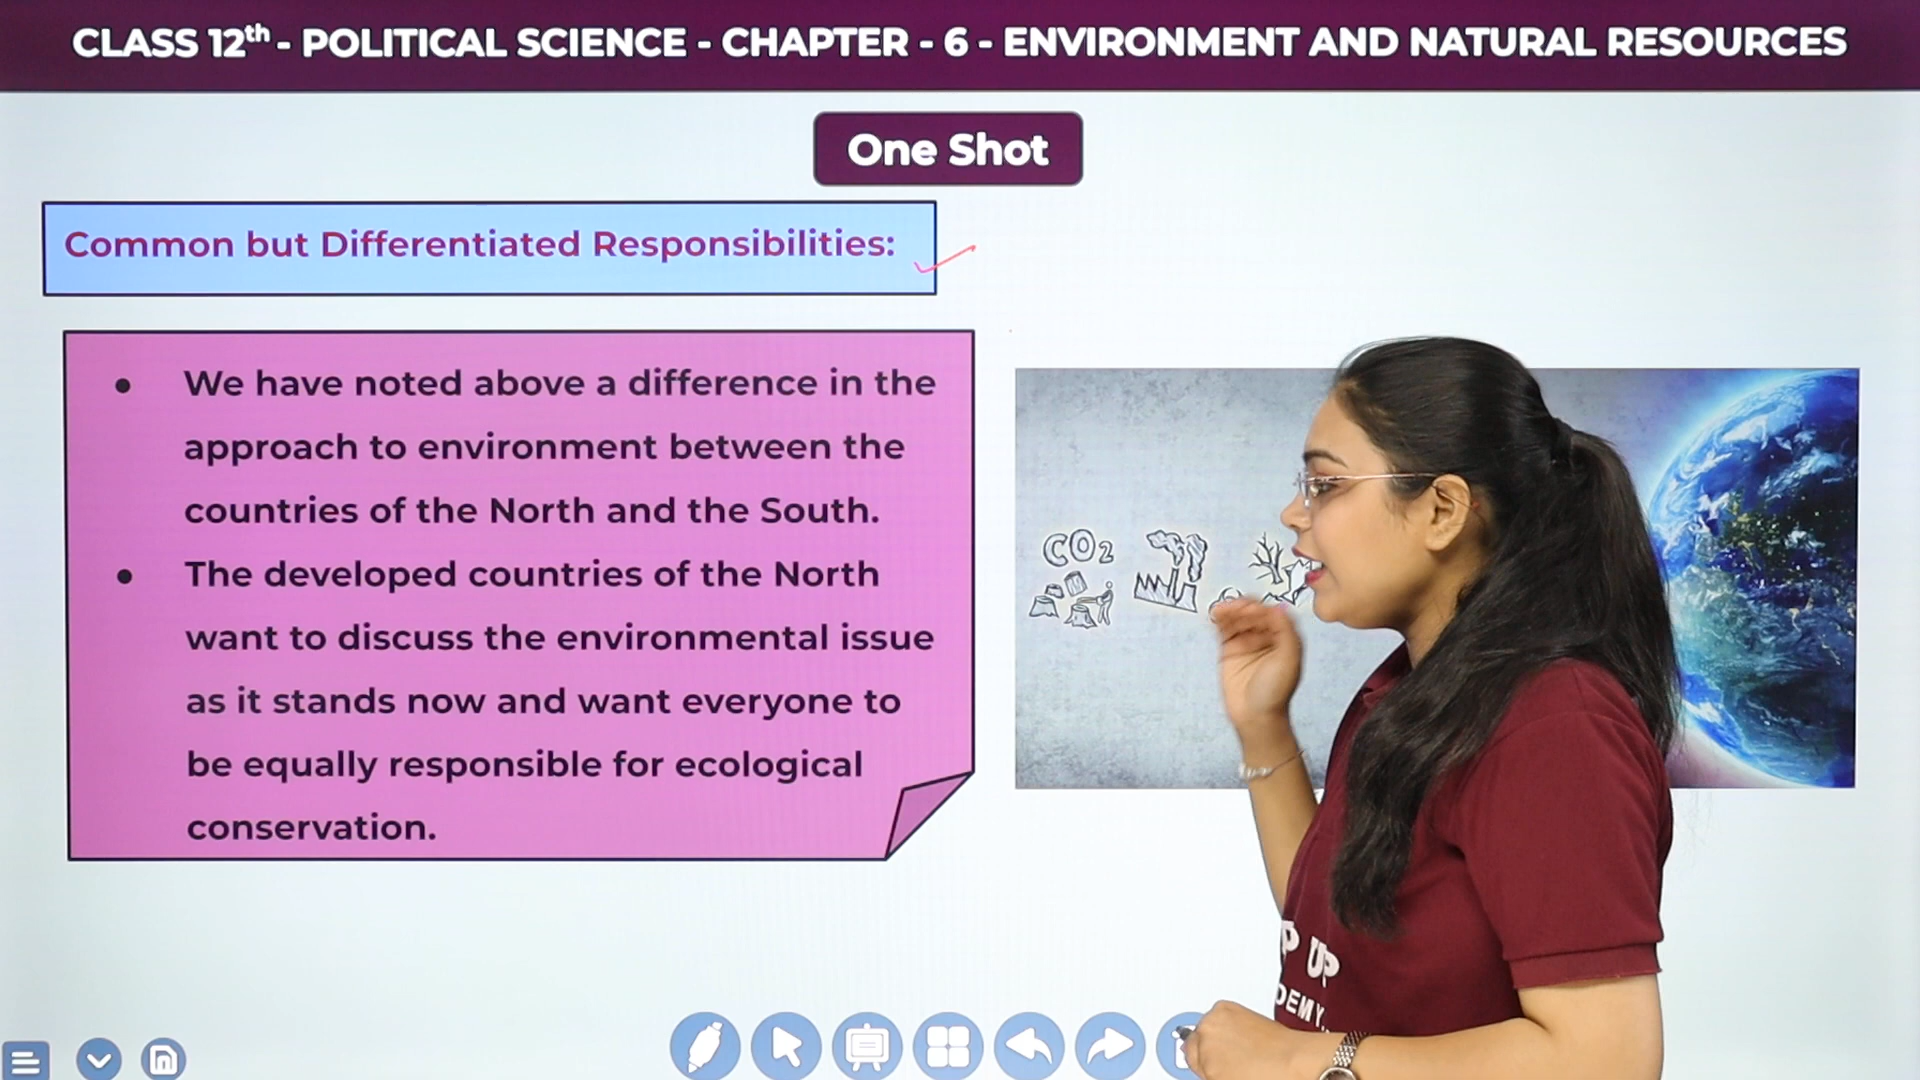 CLASS 12th - POLITICAL SCIENCE - CHAPTER - 6 - ENVIRONMENT AND NATURAL RESOURCES
One Shot
Common but Differentiated Responsibilities:
• We have noted above a difference in the
approach to environment between the
countries of the North and the South.
• The developed countries of the North
want to discuss the environmental issue
as it stands now and want everyone to
be equally responsible for ecological
conservation.
CO2
UP